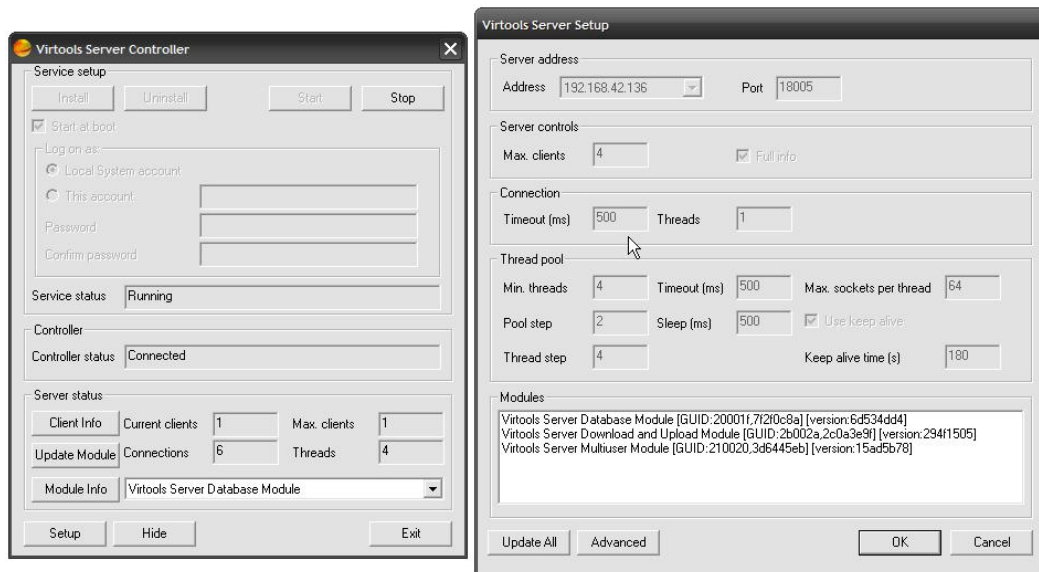 Virtools Server Controller
Service setup
Install Uninstall Start Stop
Start at boot
Log on as:
Local System account
This account
Password
Confirm password
Service status Running
Controller
Controller status Connected
Server status
Client Info Current clients 1 Max. clients 1
Update Module Connections 6 Threads 4
Module Info Virtools Server Database Module
Setup Hide Exit
Virtools Server Setup
Server address
Address 192.168.42.136 Port 18005
Server controls
Max. clients 4 Full info
Connection
Timeout (ms) 500 Threads 1
Thread pool
Min. threads 4 Timeout (ms) 500 Max. sockets per thread 64
Pool step 2 Sleep (ms) 500 Use keep alive
Thread step 4 Keep alive time (s) 180
Modules
Virtools Server Database Module [GUID:20001f,7f2f0c8a] [version:6d534dd4]
Virtools Server Download and Upload Module [GUID:2b002a,2c0a3e9f] [version:294f1505]
Virtools Server Multiuser Module [GUID:210020,3d6445eb] [version:15ad5b78]
Update All Advanced OK Cancel